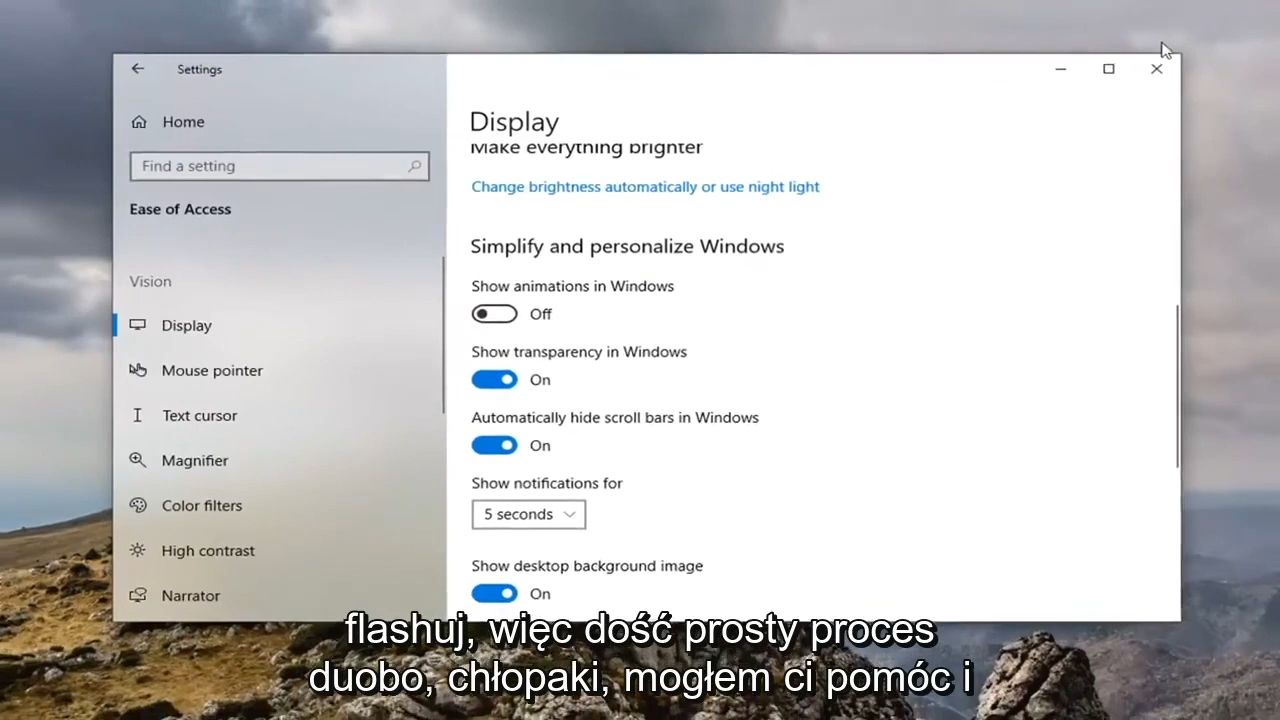 Settings
Home
Find a setting
Ease of Access
Vision
Display
Mouse pointer
Text cursor
Magnifier
Color filters
High contrast
Narrator
Display
Make everything brighter
Change brightness automatically or use night light
Simplify and personalize Windows
Show animations in Windows
Off
Show transparency in Windows
On
Automatically hide scroll bars in Windows
On
Show notifications for
5 seconds
Show desktop background image
On
flashuj, więc dość prosty proces
duobo, chłopaki, mogłem ci pomóc i